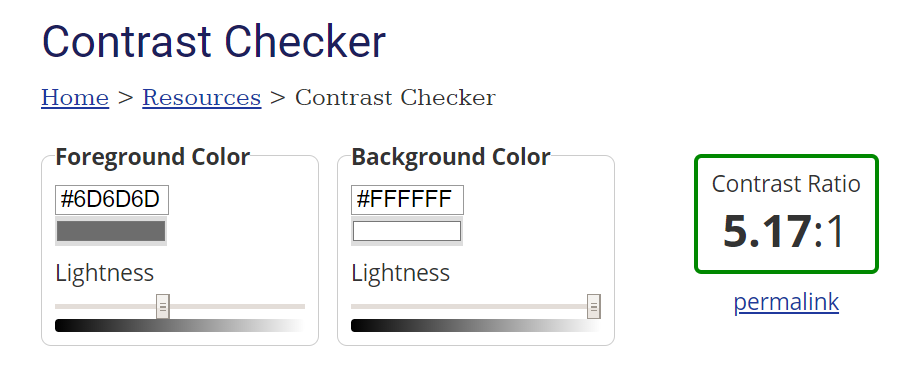 Contrast Checker
Home > Resources > Contrast Checker
Foreground Color
#6D6D6D
Lightness
Background Color
#FFFFFF
Lightness
Contrast Ratio
5.17:1
permalink